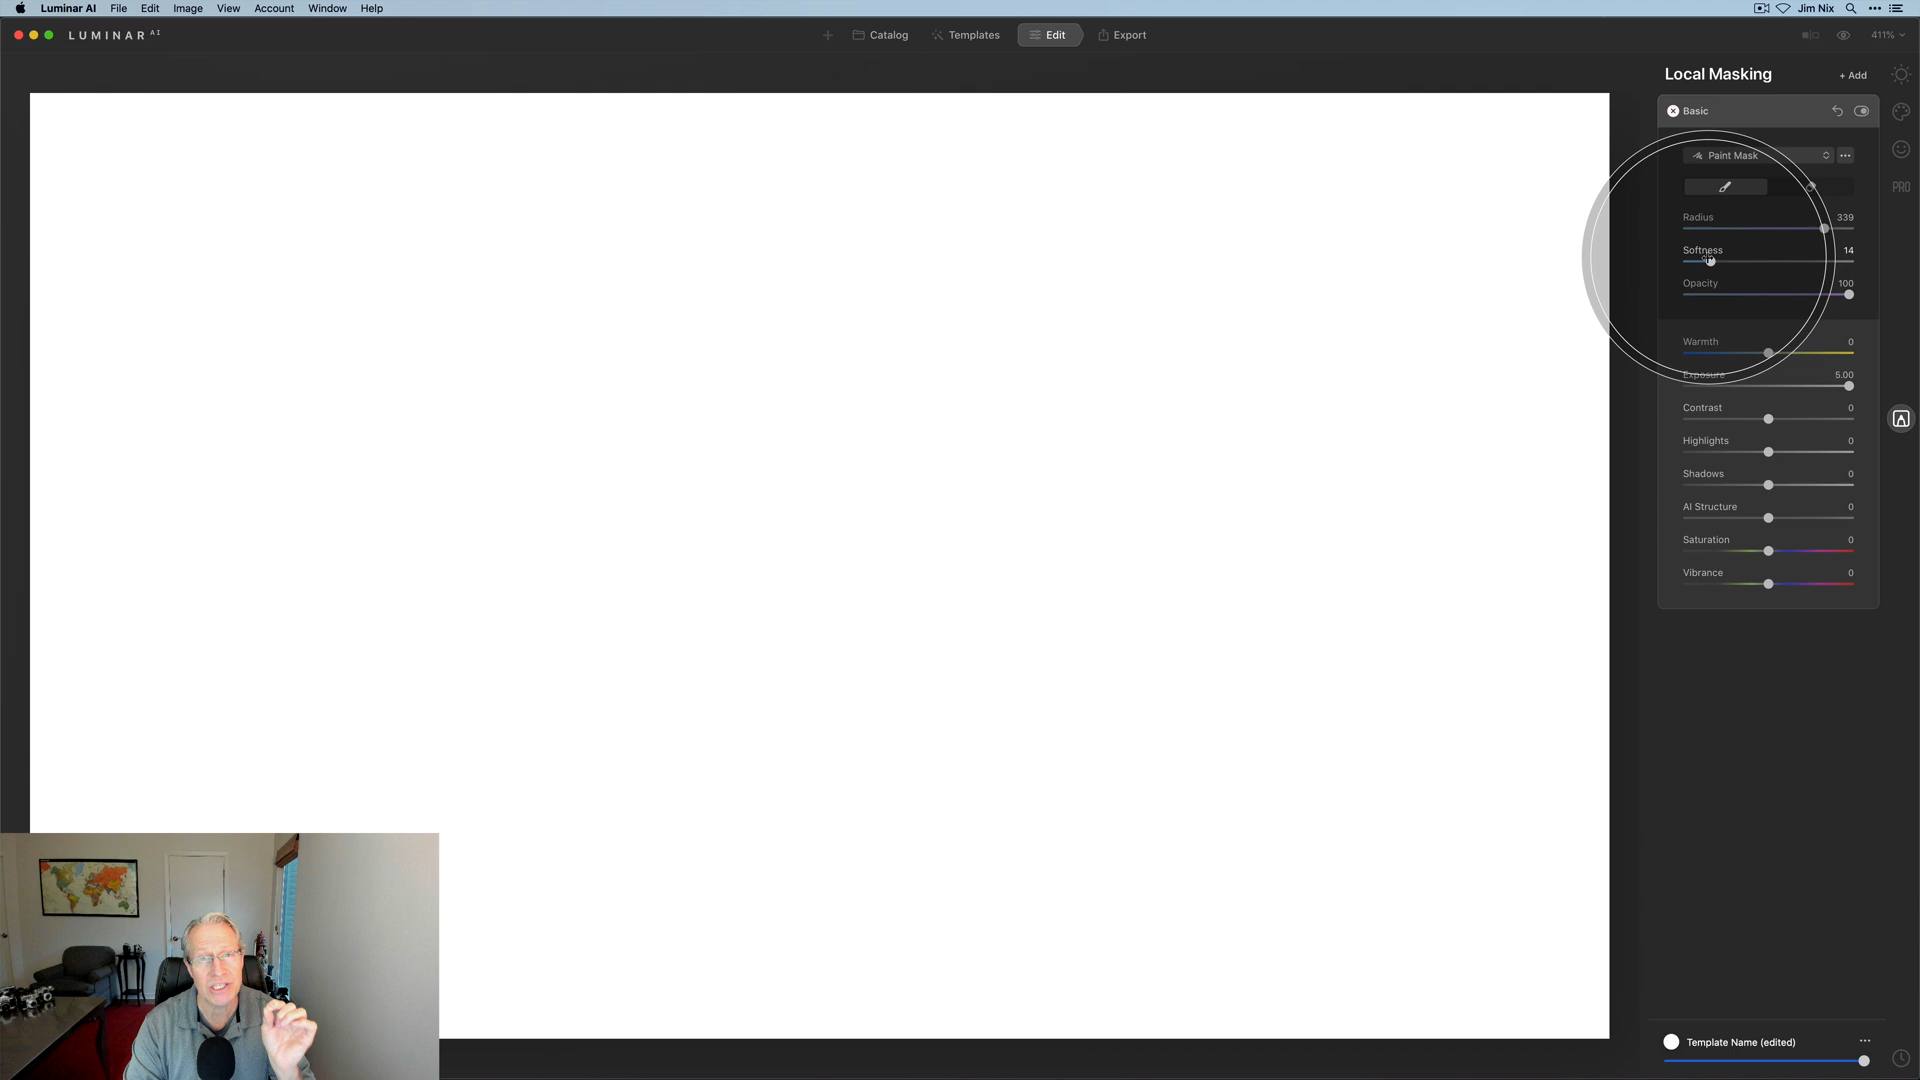 Luminar AI File Edit Image View Account Window Help Jim Nix
LUMINAR AI + Catalog Templates Edit Export 411%
Local Masking + Add
Basic
Paint Mask
PRO
Radius 339
Softness 14
Opacity 100
Warmth 0
Exposure 5.00
Contrast 0
Highlights 0
Shadows 0
AI Structure 0
Saturation 0
Vibrance 0
Template Name (edited)